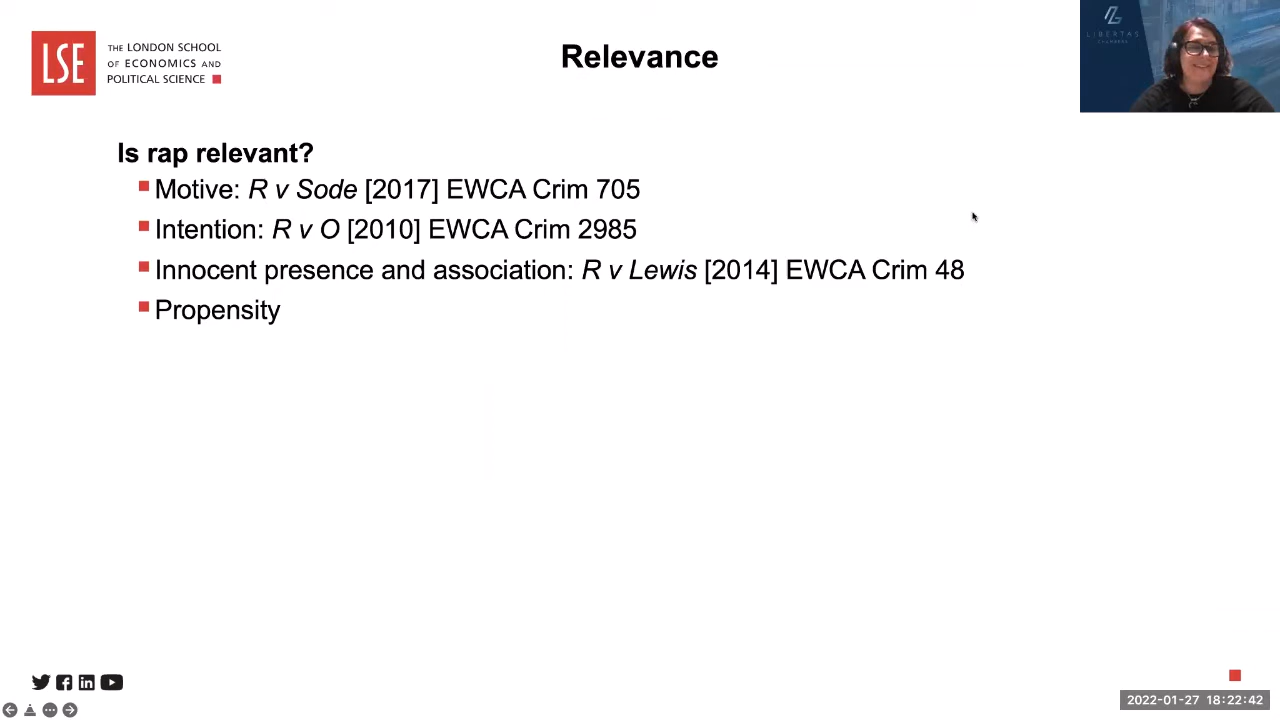 LSE
THE LONDON SCHOOL
OF ECONOMICS AND
POLITICAL SCIENCE
Relevance
LIBERTAS
CHAMBERS
Is rap relevant?
Motive: R v Sode [2017] EWCA Crim 705
Intention: R v O [2010] EWCA Crim 2985
Innocent presence and association: R v Lewis [2014] EWCA Crim 48
Propensity
2022-01-27 18:22:42